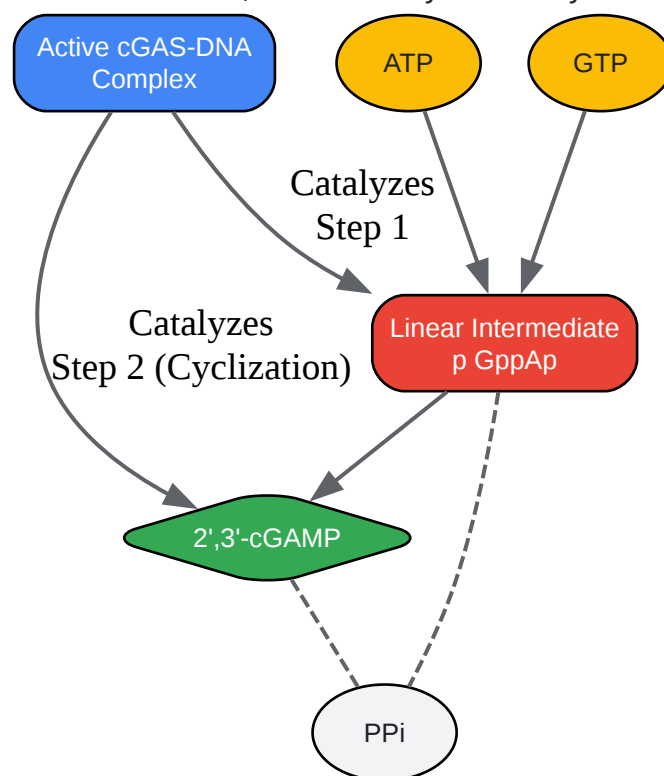 Active cGAS-DNA
Complex
ATP
GTP
Catalyzes
Step 1
Linear Intermediate
p GppAp
Catalyzes
Step 2 (Cyclization)
2',3'-cGAMP
PPi